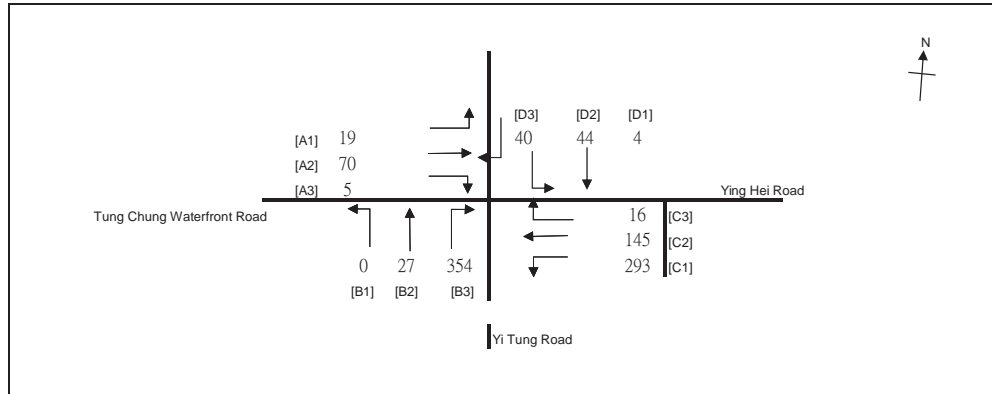 N
[D3] [D2] [D1]
40 44 4
[A1] 19
[A2] 70
[A3] 5
Ying Hei Road
Tung Chung Waterfront Road
16 [C3]
145 [C2]
293 [C1]
0 27 354
[B1] [B2] [B3]
Yi Tung Road